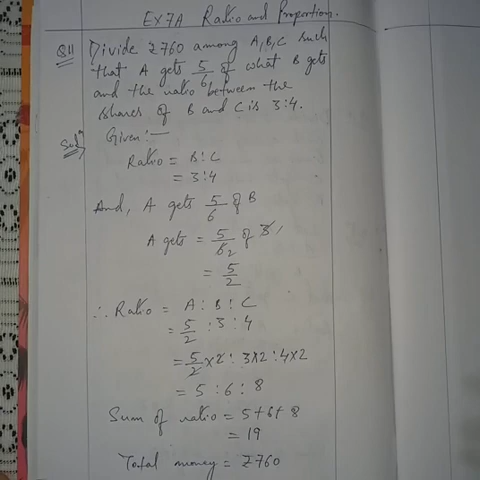 EX 7A Ratio and Proportion.
Q11 Divide ₹760 among A, B, C such
that A gets 5/6 of what B gets
and the ratio between the
shares of B and C is 3:4.
Solⁿ Given:—
Ratio = B:C
= 3:4
And, A gets 5/6 of B
A gets = 5/6 2 of 3
= 5/2
∴ Ratio = A : B : C
= 5/2 : 3 : 4
= 5/2 × 2 : 3×2 : 4×2
= 5 : 6 : 8
Sum of ratio = 5+6+8
= 19
Total money = ₹760